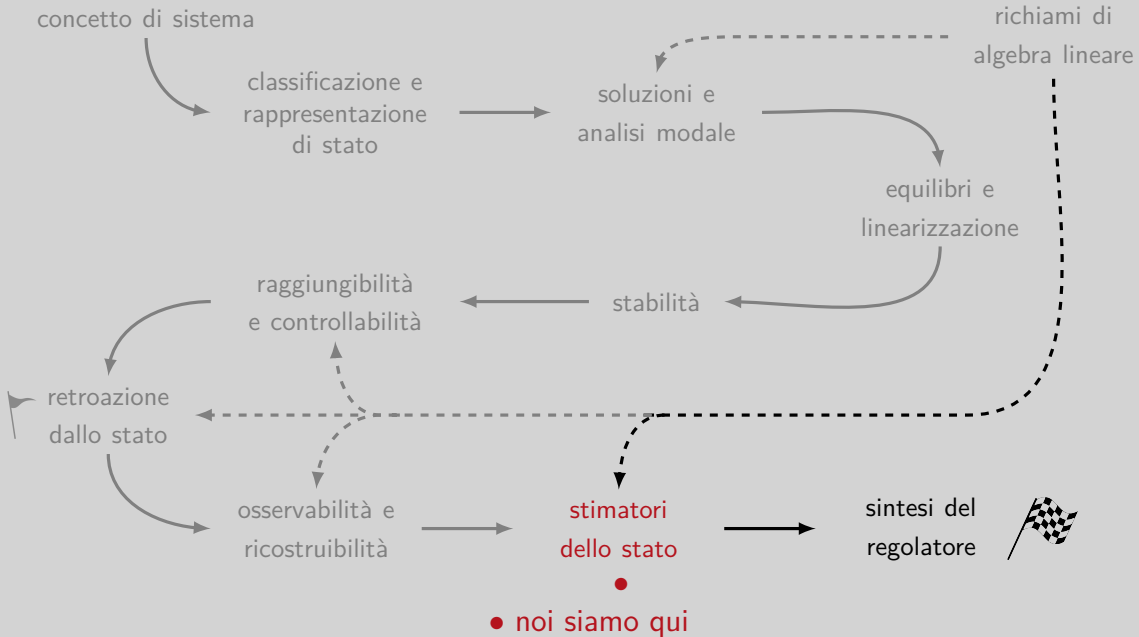 concetto di sistema
richiami di
algebra lineare
classificazione e
rappresentazione
di stato
soluzioni e
analisi modale
equilibri e
linearizzazione
stabilità
raggiungibilità
e controllabilità
retroazione
dallo stato
osservabilità e
ricostruibilità
stimatori
dello stato
sintesi del
regolatore
• noi siamo qui